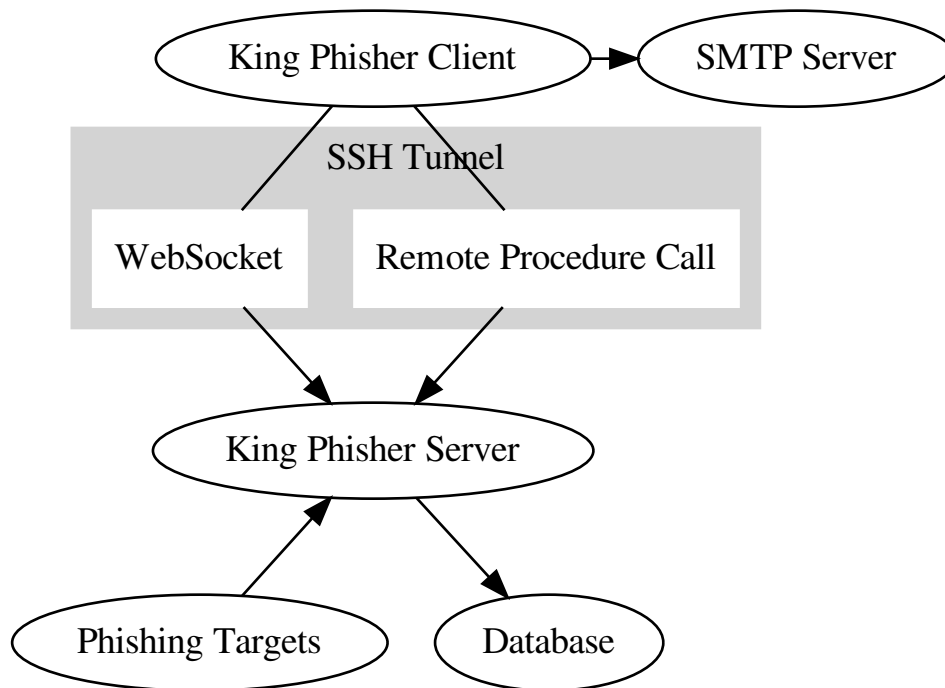 King Phisher Client
SMTP Server
SSH Tunnel
WebSocket
Remote Procedure Call
King Phisher Server
Phishing Targets
Database